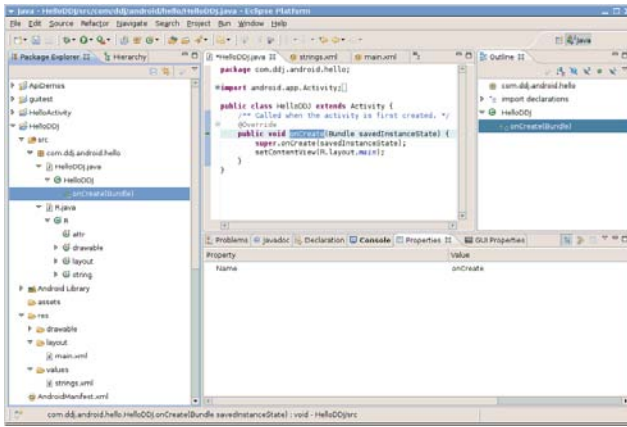 Java - HelloDDJ/src/com/ddj/android/hello/HelloDDJ.java - Eclipse Platform
File Edit Source Refactor Navigate Search Project Run Window Help
Java
Package Explorer
Hierarchy
ApiDemos
guitest
HelloActivity
HelloDDJ
src
com.ddj.android.hello
HelloDDJ.java
HelloDDJ
onCreate(Bundle)
R.java
R
attr
drawable
layout
string
Android Library
assets
res
drawable
layout
main.xml
values
strings.xml
AndroidManifest.xml
*HelloDDJ.java
strings.xml
main.xml
package com.ddj.android.hello;
import android.app.Activity;
public class HelloDDJ extends Activity {
/** Called when the activity is first created. */
@Override
public void onCreate(Bundle savedInstanceState) {
super.onCreate(savedInstanceState);
setContentView(R.layout.main);
}
}
Outline
com.ddj.android.hello
import declarations
HelloDDJ
onCreate(Bundle)
Problems Javadoc Declaration Console Properties GUI Properties
Property Value
Name onCreate
com.ddj.android.hello.HelloDDJ.onCreate(Bundle savedInstanceState) : void - HelloDDJ/src